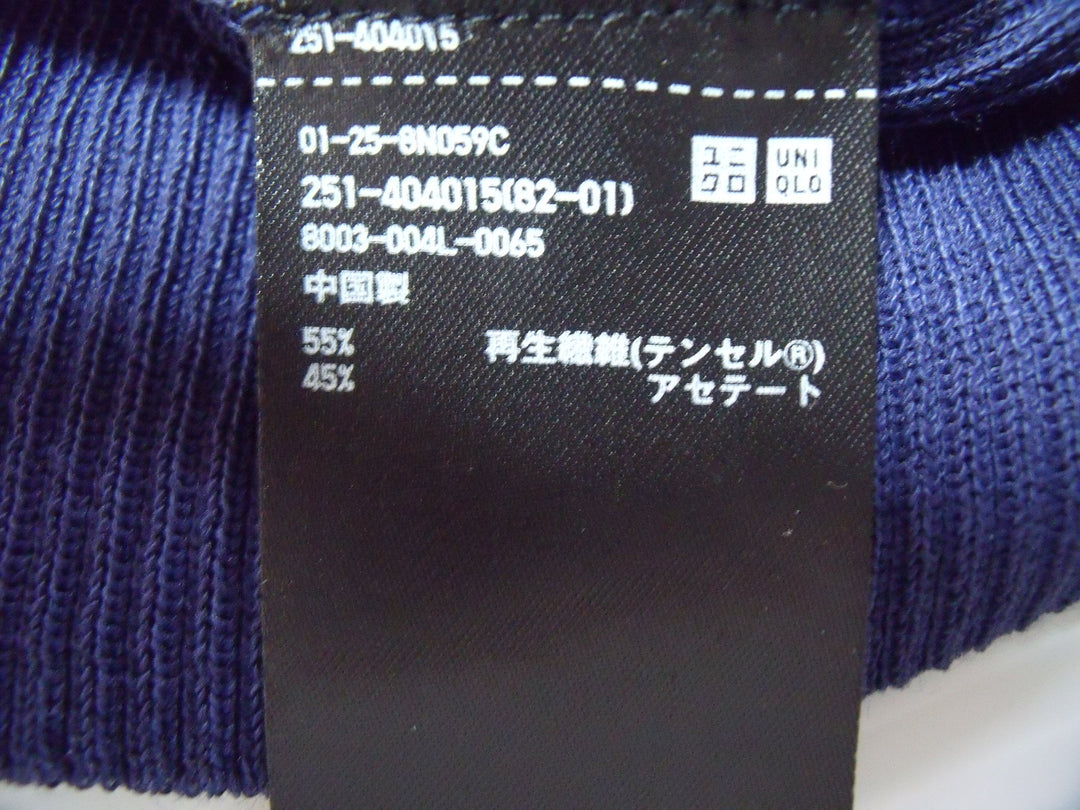 251-404015
01-25-8N059C
251-404015(82-01)
8003-004L-0065
中国製
ユニ
クロ
UNI
QLO
55% 再生繊維(テンセル®)
45% アセテート